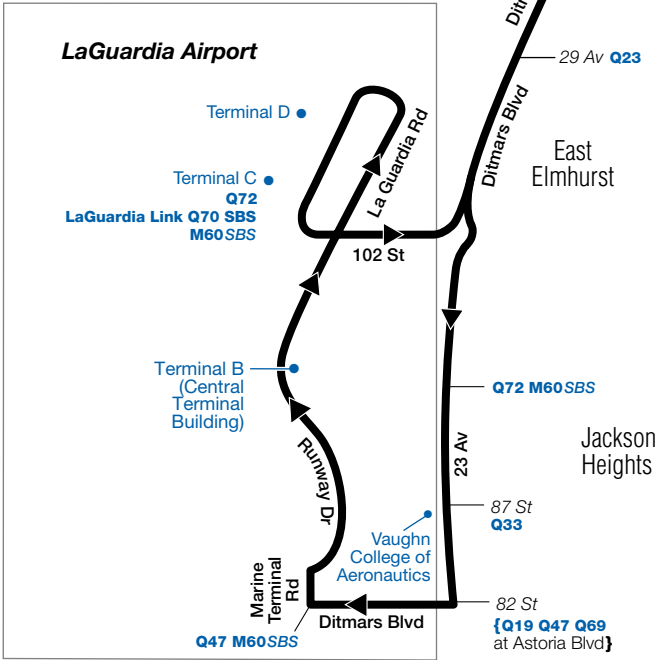 Ditm
LaGuardia Airport
29 Av Q23
Terminal D
La Guardia Rd
Ditmars Blvd
East
Elmhurst
Terminal C
Q72
LaGuardia Link Q70 SBS
M60SBS
102 St
Terminal B
(Central
Terminal
Building)
Q72 M60SBS
Jackson
Heights
23 Av
Runway Dr
87 St
Q33
Vaughn
College of
Aeronautics
Marine
Terminal
Rd
Ditmars Blvd
82 St
{Q19 Q47 Q69
at Astoria Blvd}
Q47 M60SBS